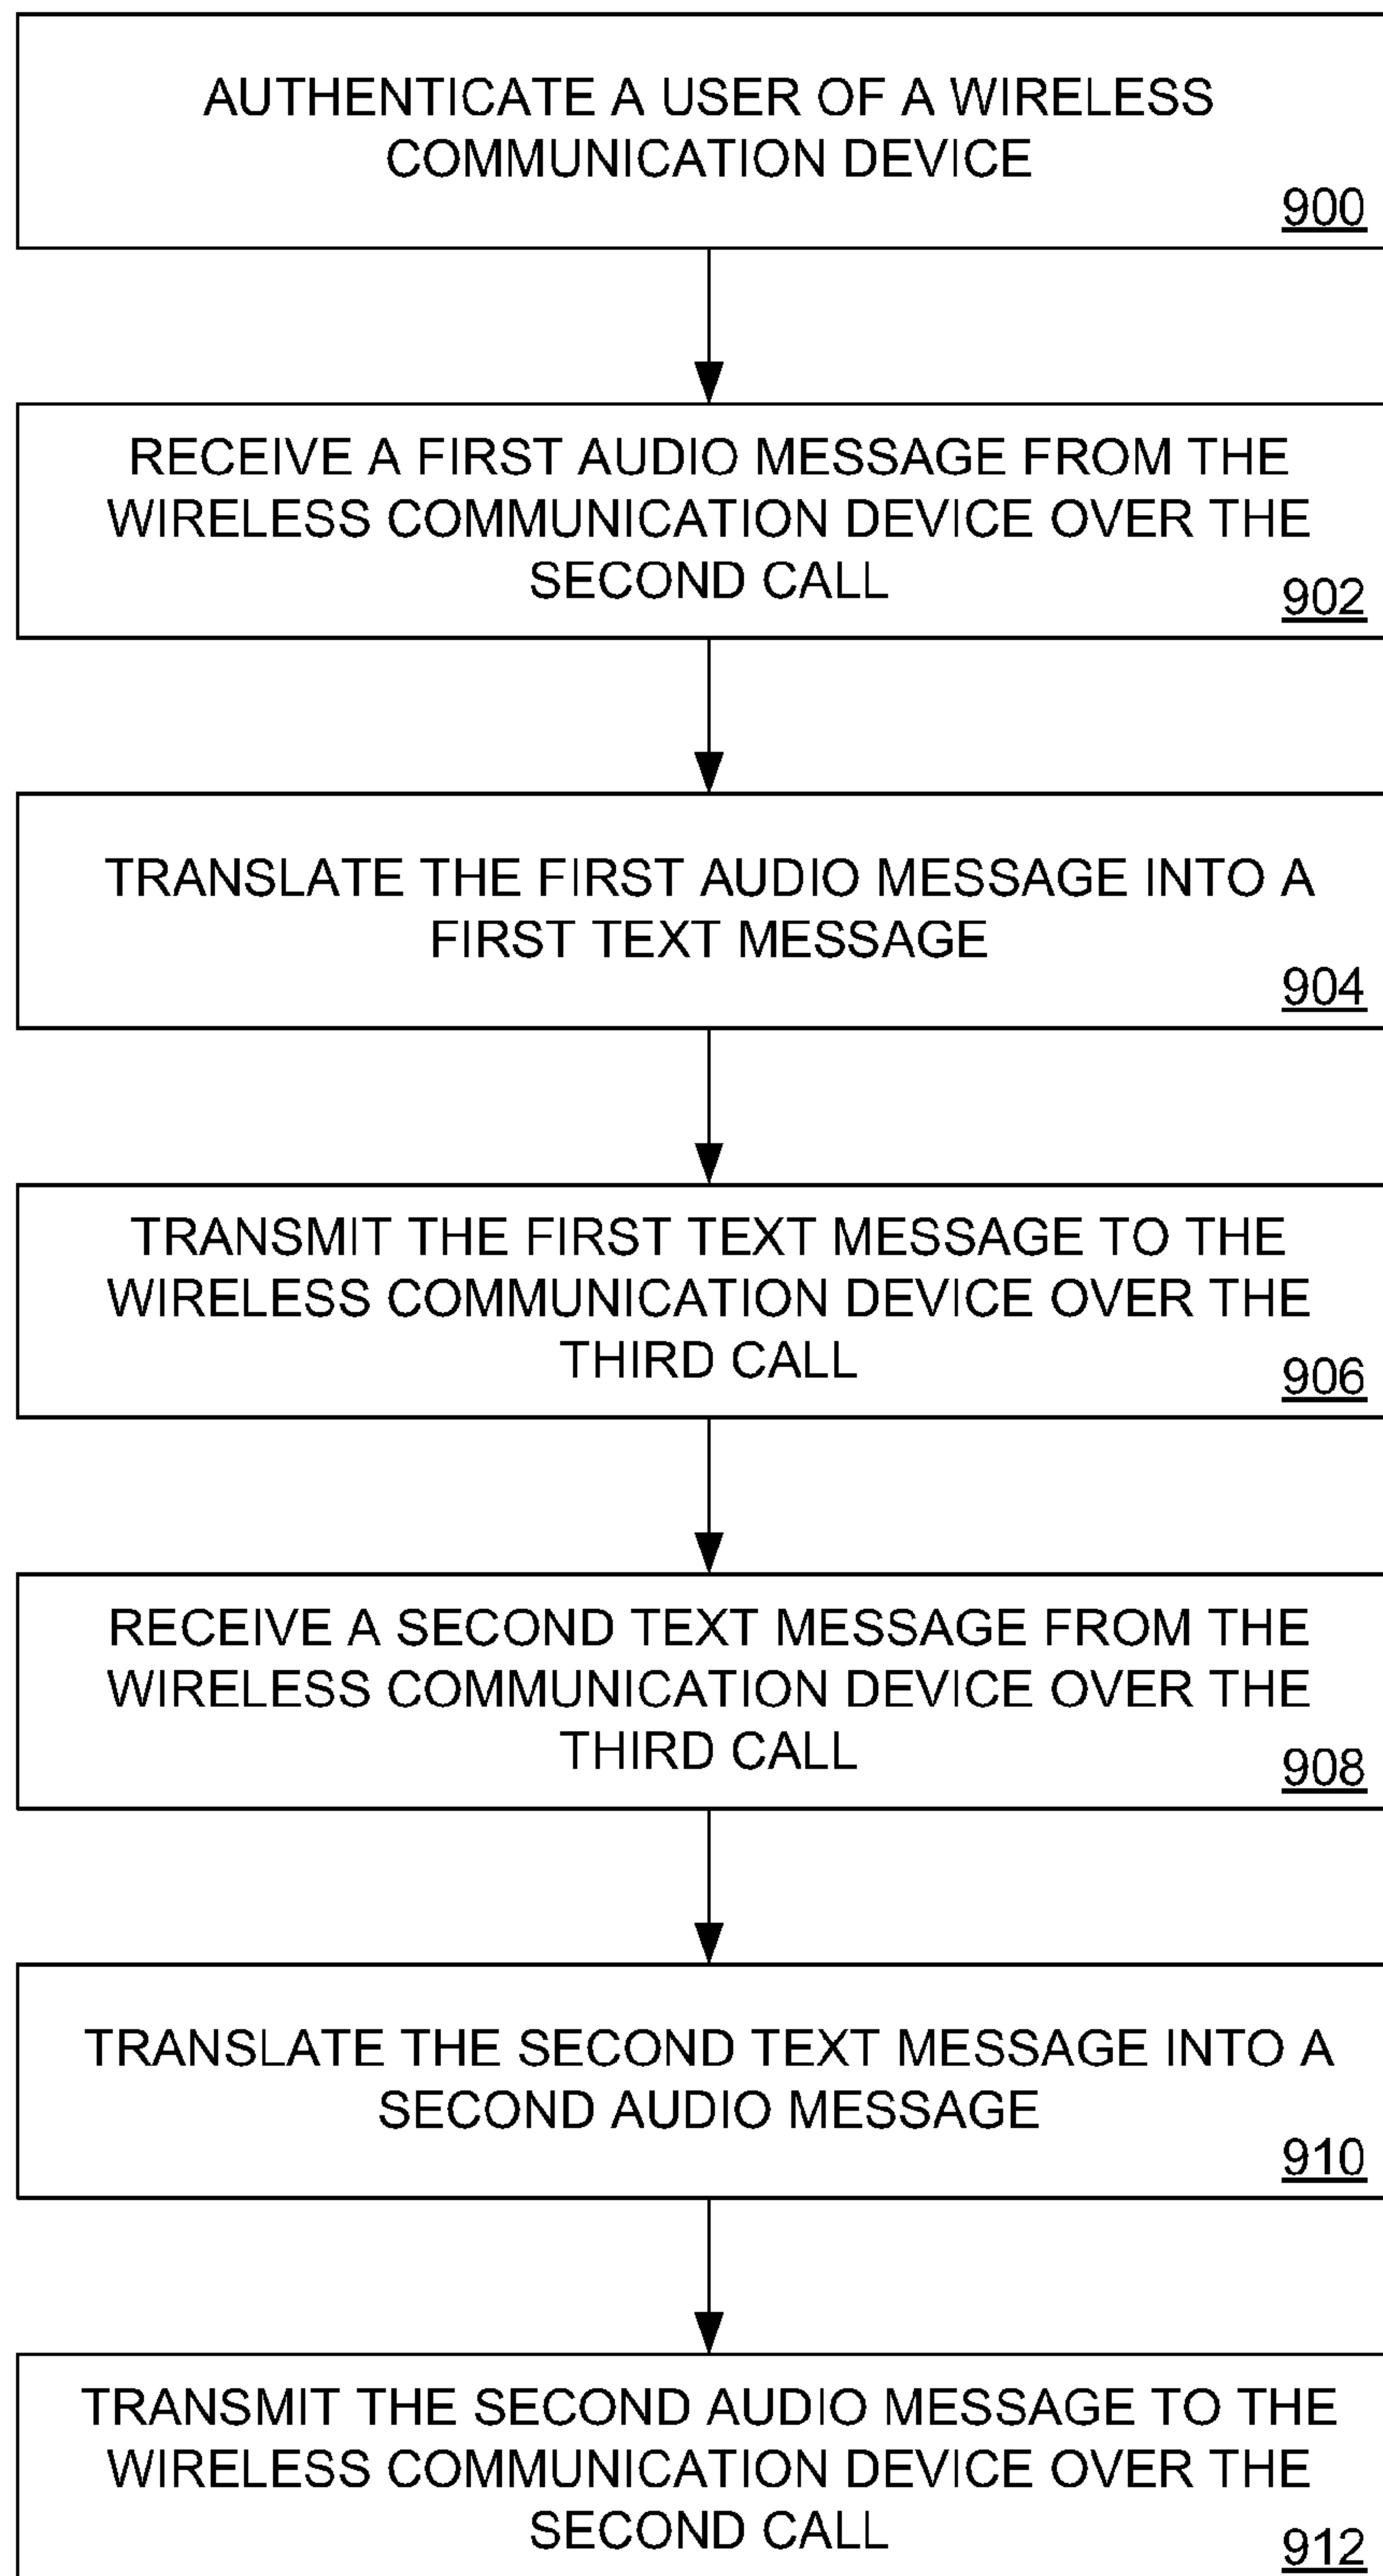 AUTHENTICATE A USER OF A WIRELESS
COMMUNICATION DEVICE
900
RECEIVE A FIRST AUDIO MESSAGE FROM THE
WIRELESS COMMUNICATION DEVICE OVER THE
SECOND CALL
902
TRANSLATE THE FIRST AUDIO MESSAGE INTO A
FIRST TEXT MESSAGE
904
TRANSMIT THE FIRST TEXT MESSAGE TO THE
WIRELESS COMMUNICATION DEVICE OVER THE
THIRD CALL
906
RECEIVE A SECOND TEXT MESSAGE FROM THE
WIRELESS COMMUNICATION DEVICE OVER THE
THIRD CALL
908
TRANSLATE THE SECOND TEXT MESSAGE INTO A
SECOND AUDIO MESSAGE
910
TRANSMIT THE SECOND AUDIO MESSAGE TO THE
WIRELESS COMMUNICATION DEVICE OVER THE
SECOND CALL
912